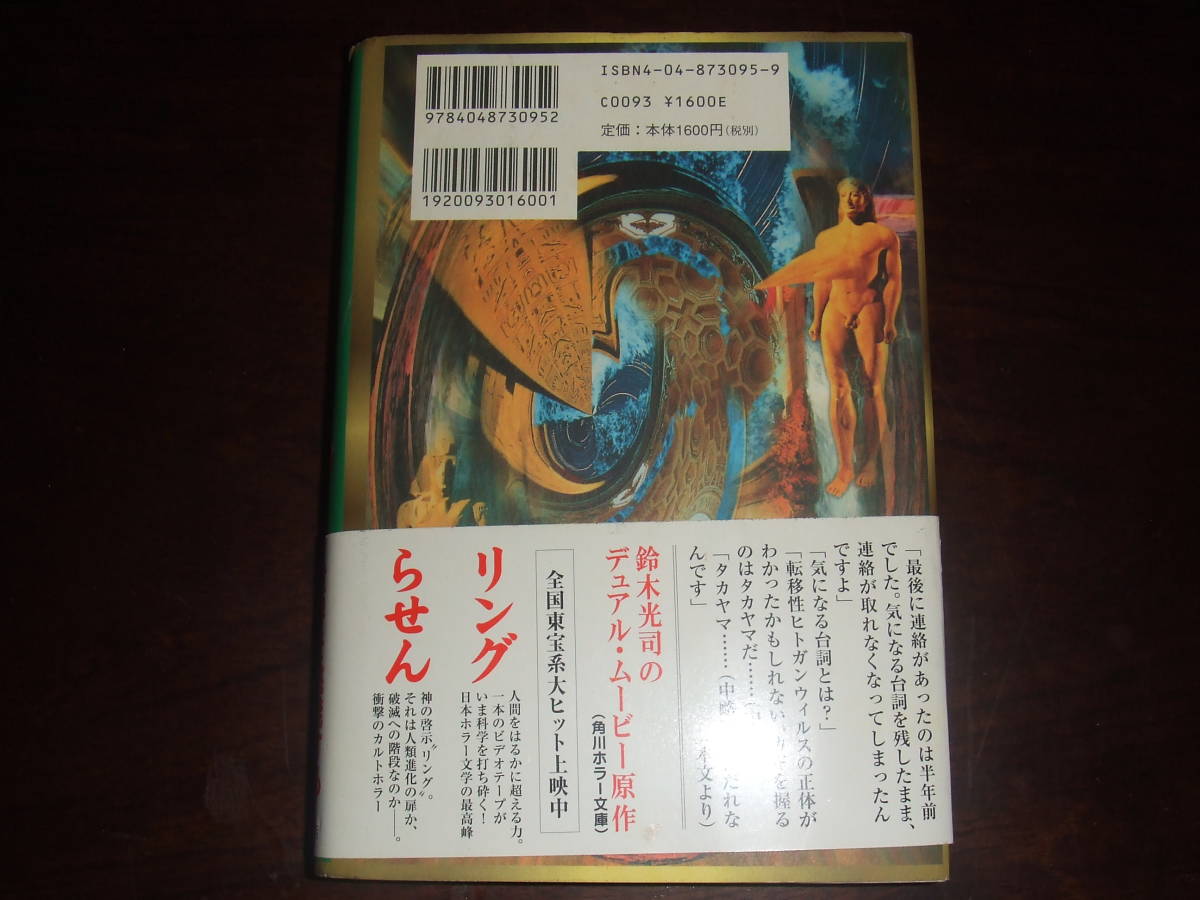 ISBN4-04-873095-9
C0093 ¥1600E
定価：本体1600円(税別)
9784048730952
1920093016001
「最後に連絡があったのは半年前
でした。気になる台詞を残したまま、
連絡が取れなくなってしまったん
ですよ」
「気になる台詞とは？」
「転移性ヒトガンウィルスの正体が
わかったかもしれない、
を握る
のはタカヤマだ……
「タカヤマ……（中略
だれな
んです」
本文より）
鈴木光司の
デュアル・ムービー原作
（角川ホラー文庫）
全国東宝系大ヒット上映中
リング
人間をはるかに超える力。
一本のビデオテープが
いま科学を打ち砕く！
日本ホラー文学の最高峰
らせん
神の啓示〝リング〟。
それは人類進化の扉か、
破滅への階段なのか――。
衝撃のカルトホラー